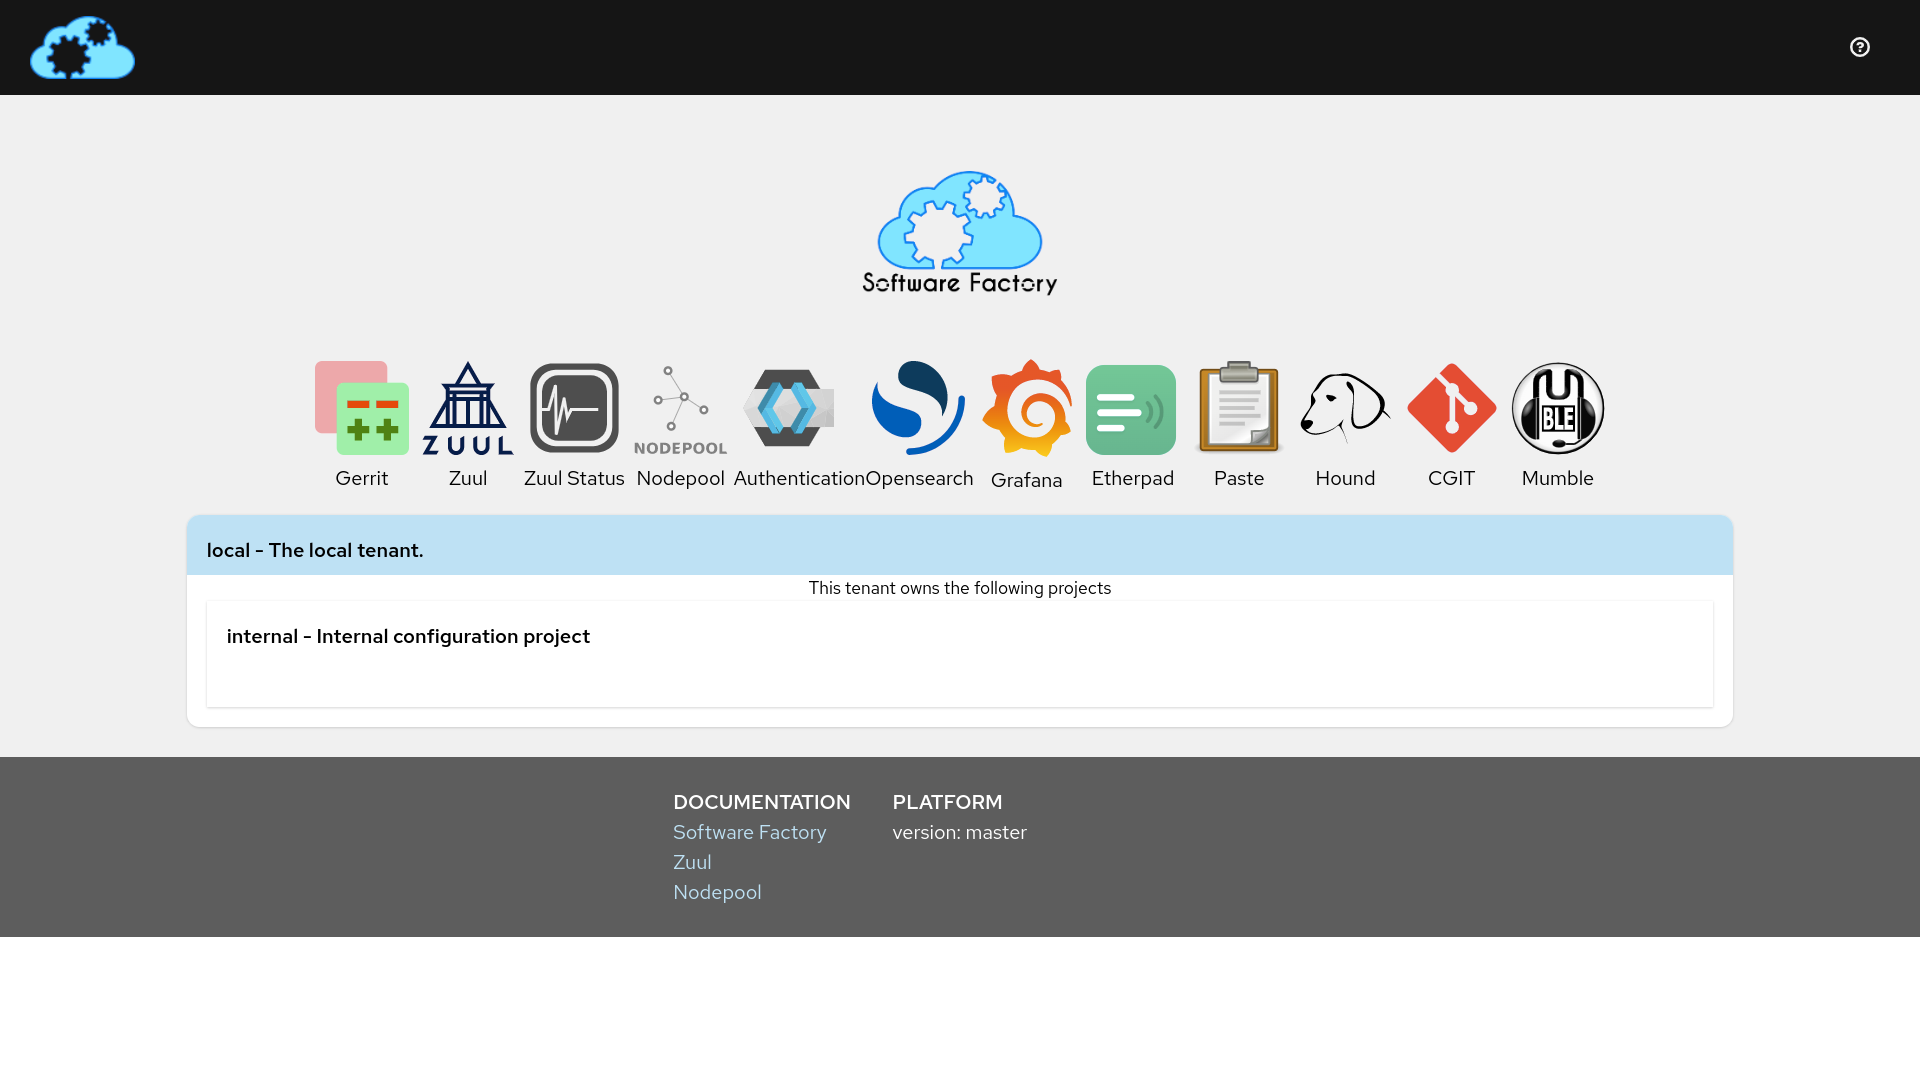 Software Factory
ZUUL
NODEPOOL
BLE
Gerrit
Zuul
Zuul Status
Nodepool
Authentication
Opensearch
Grafana
Etherpad
Paste
Hound
CGIT
Mumble
local - The local tenant.
This tenant owns the following projects
internal - Internal configuration project
DOCUMENTATION
Software Factory
Zuul
Nodepool
PLATFORM
version: master